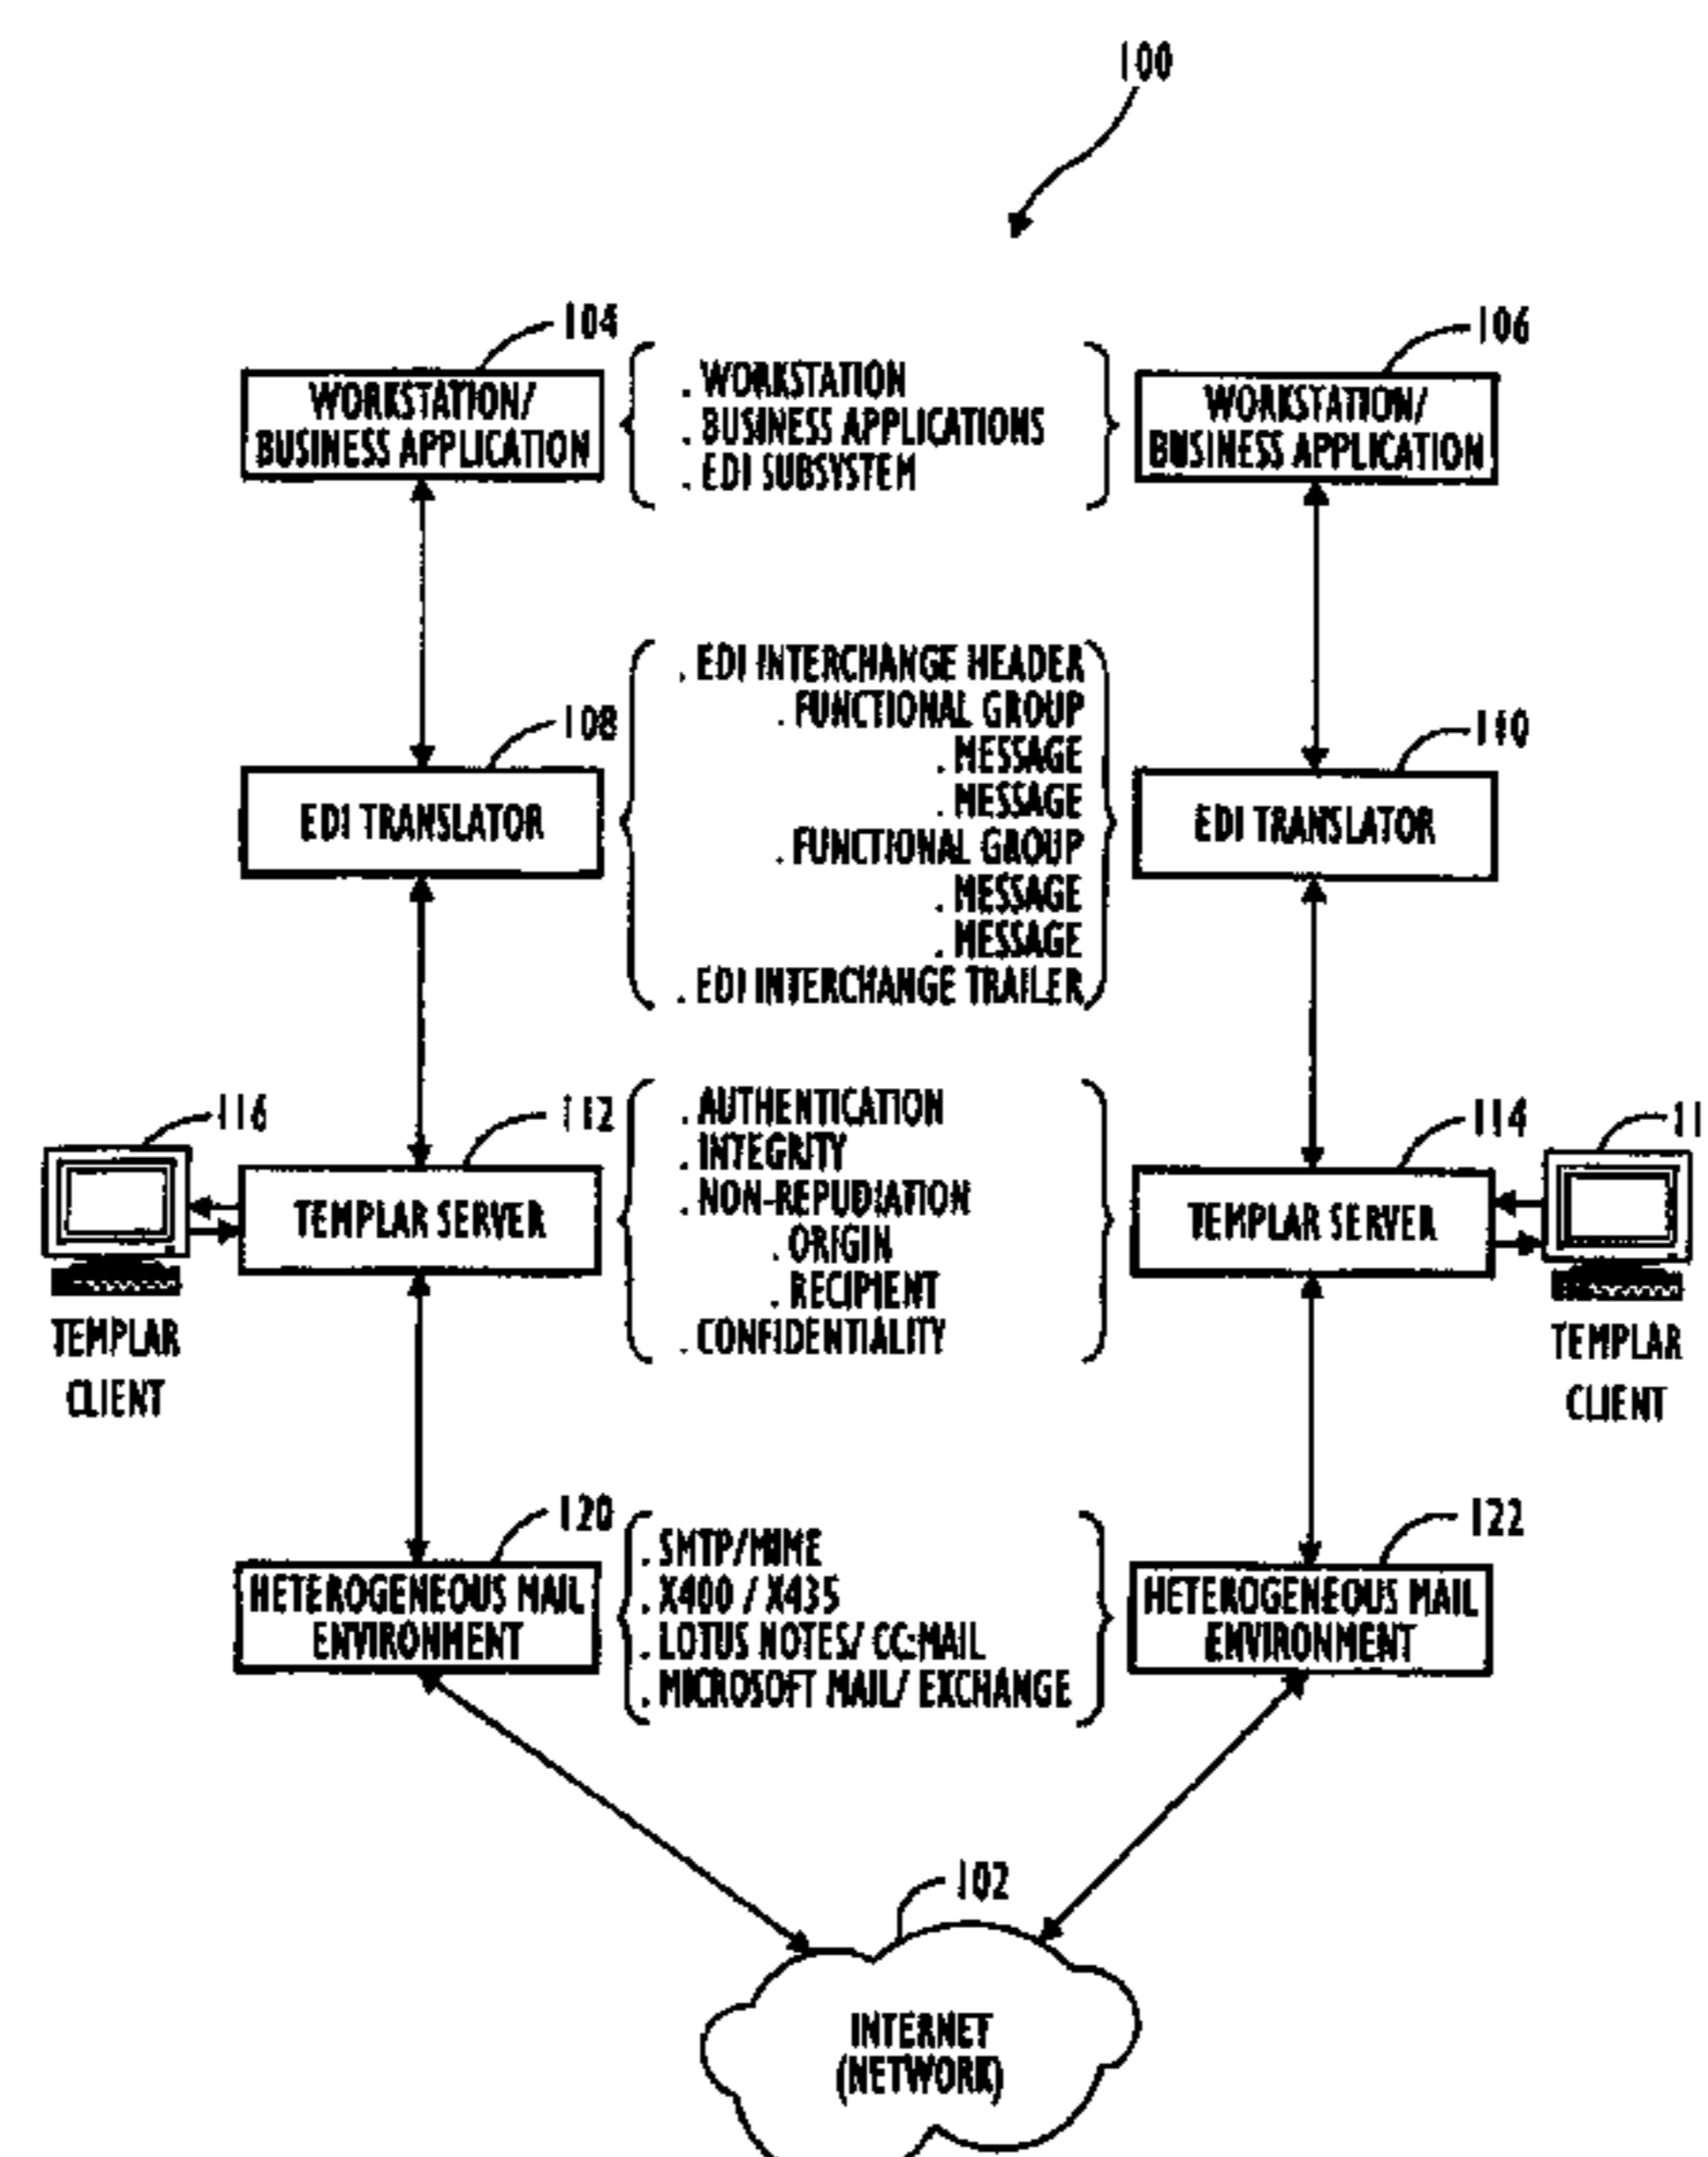 100
104
106
WORKSTATION/
BUSINESS APPLICATION
. WORKSTATION
. BUSINESS APPLICATIONS
. EDI SUBSYSTEM
WORKSTATION/
BUSINESS APPLICATION
108
110
EDI TRANSLATOR
. EDI INTERCHANGE HEADER
. FUNCTIONAL GROUP
. MESSAGE
. MESSAGE
. FUNCTIONAL GROUP
. MESSAGE
. MESSAGE
. EDI INTERCHANGE TRAILER
EDI TRANSLATOR
116
112
114
11
TEMPLAR SERVER
. AUTHENTICATION
. INTEGRITY
. NON-REPUDIATION
. ORIGIN
. RECIPIENT
. CONFIDENTIALITY
TEMPLAR SERVER
TEMPLAR
CLIENT
TEMPLAR
CLIENT
120
122
HETEROGENEOUS MAIL
ENVIRONMENT
. SMTP/MIME
. X400 / X435
. LOTUS NOTES/ CC:MAIL
. MICROSOFT MAIL/ EXCHANGE
HETEROGENEOUS MAIL
ENVIRONMENT
102
INTERNET
(NETWORK)